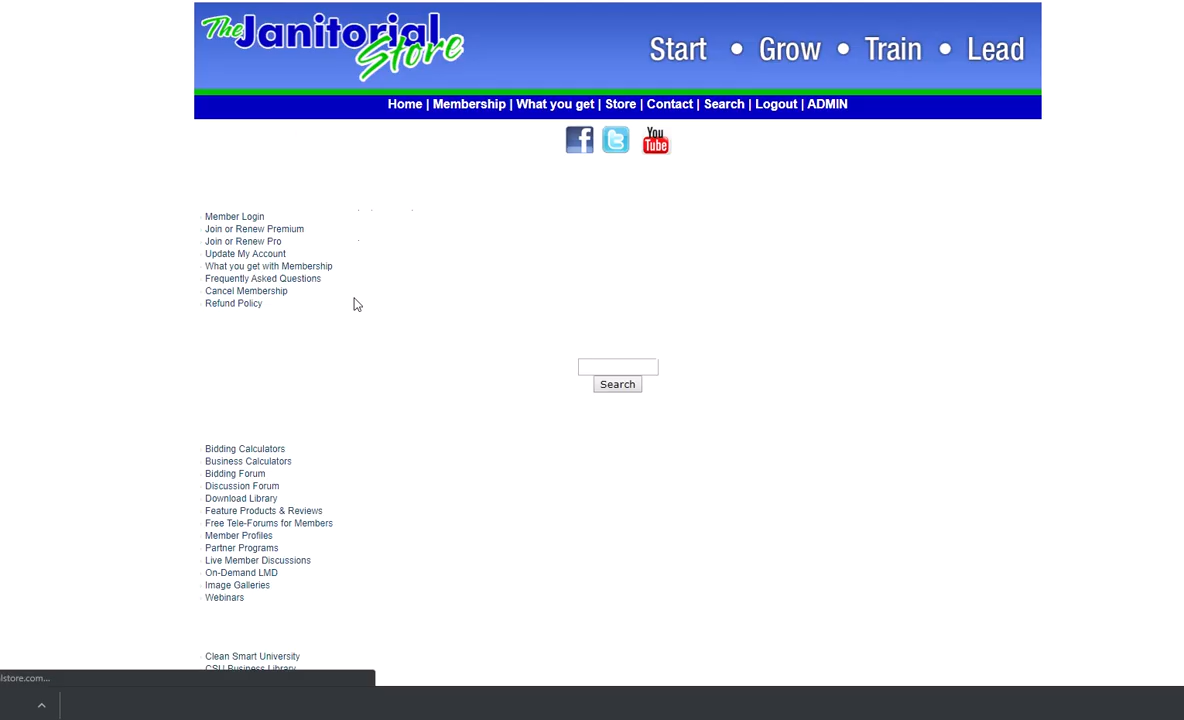 The Janitorial Store
Start • Grow • Train • Lead
Home | Membership | What you get | Store | Contact | Search | Logout | ADMIN
f t You Tube
Member Login
Join or Renew Premium
Join or Renew Pro
Update My Account
What you get with Membership
Frequently Asked Questions
Cancel Membership
Refund Policy
Search
Bidding Calculators
Business Calculators
Bidding Forum
Discussion Forum
Download Library
Feature Products & Reviews
Free Tele-Forums for Members
Member Profiles
Partner Programs
Live Member Discussions
On-Demand LMD
Image Galleries
Webinars
Clean Smart University
CSU Business Library
lstore.com...